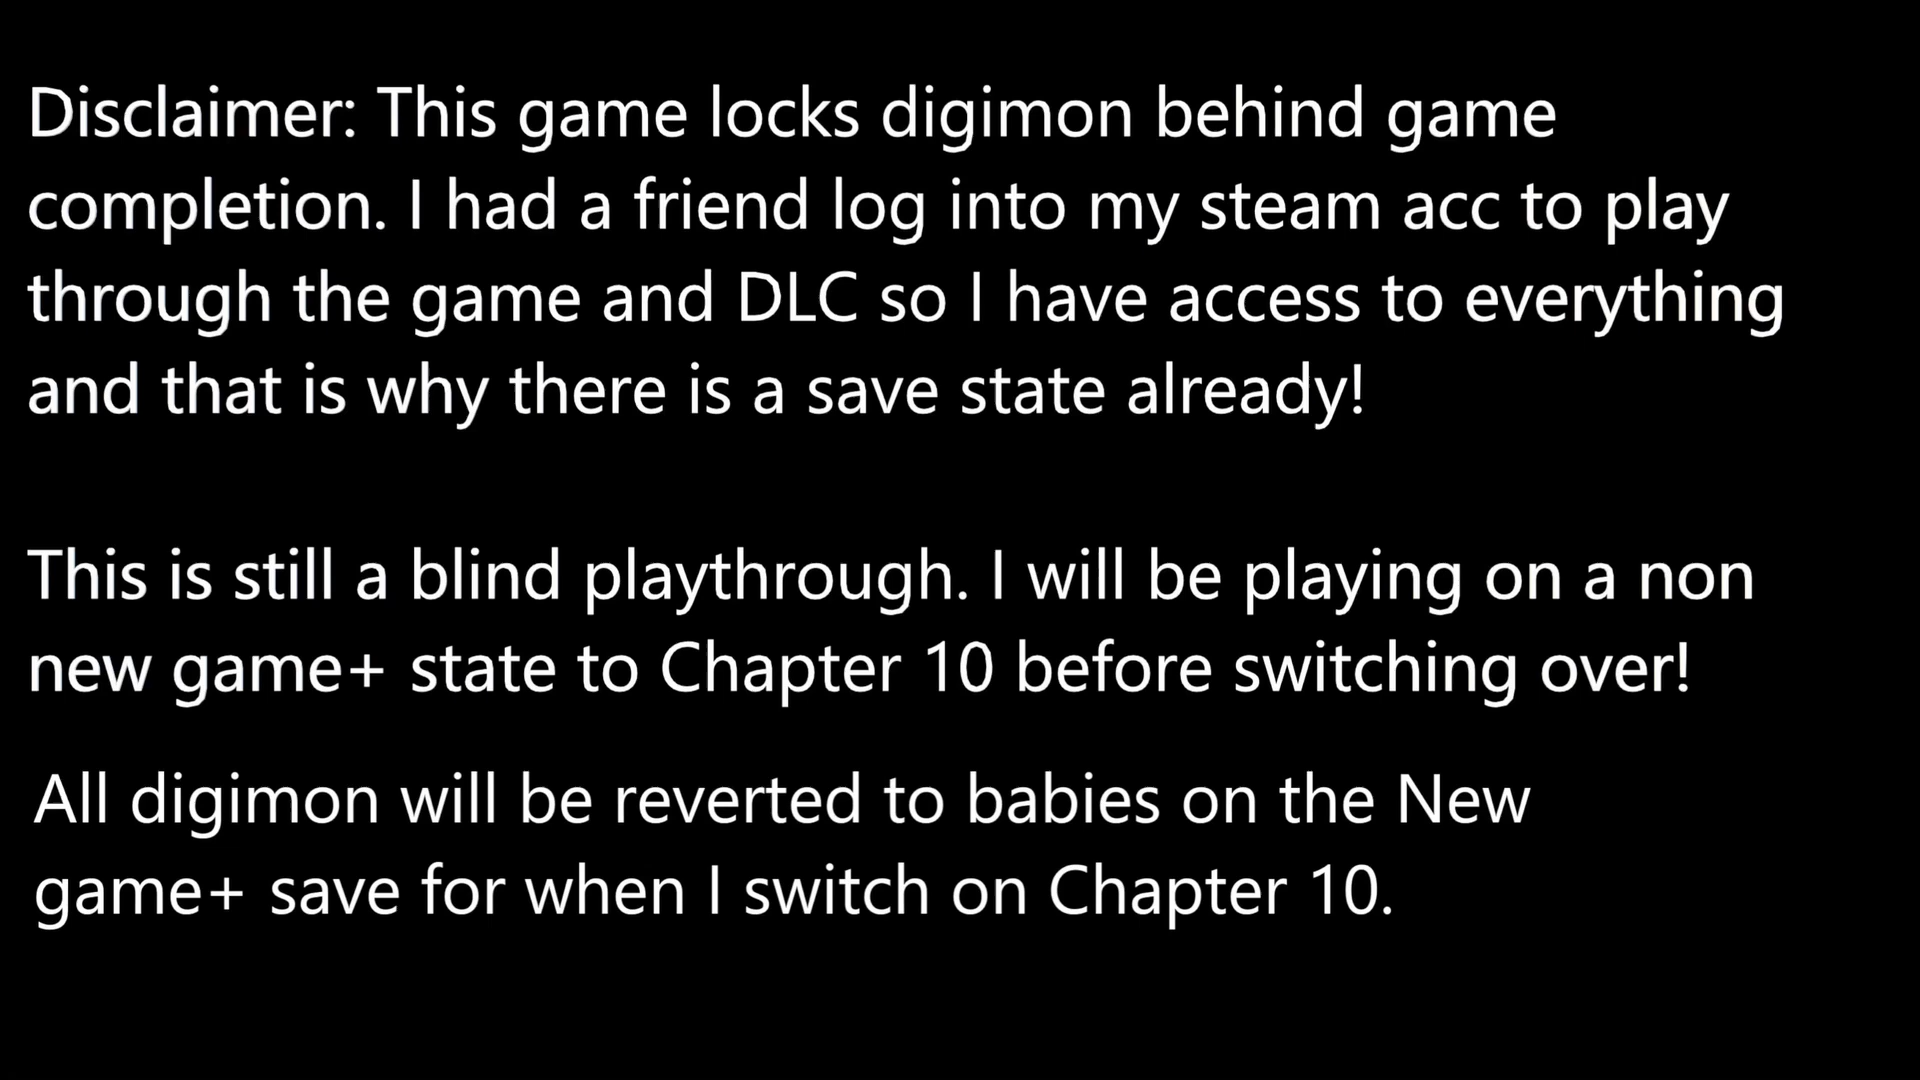 Disclaimer: This game locks digimon behind game
completion. I had a friend log into my steam acc to play
through the game and DLC so I have access to everything
and that is why there is a save state already!
This is still a blind playthrough. I will be playing on a non
new game+ state to Chapter 10 before switching over!
All digimon will be reverted to babies on the New
game+ save for when I switch on Chapter 10.